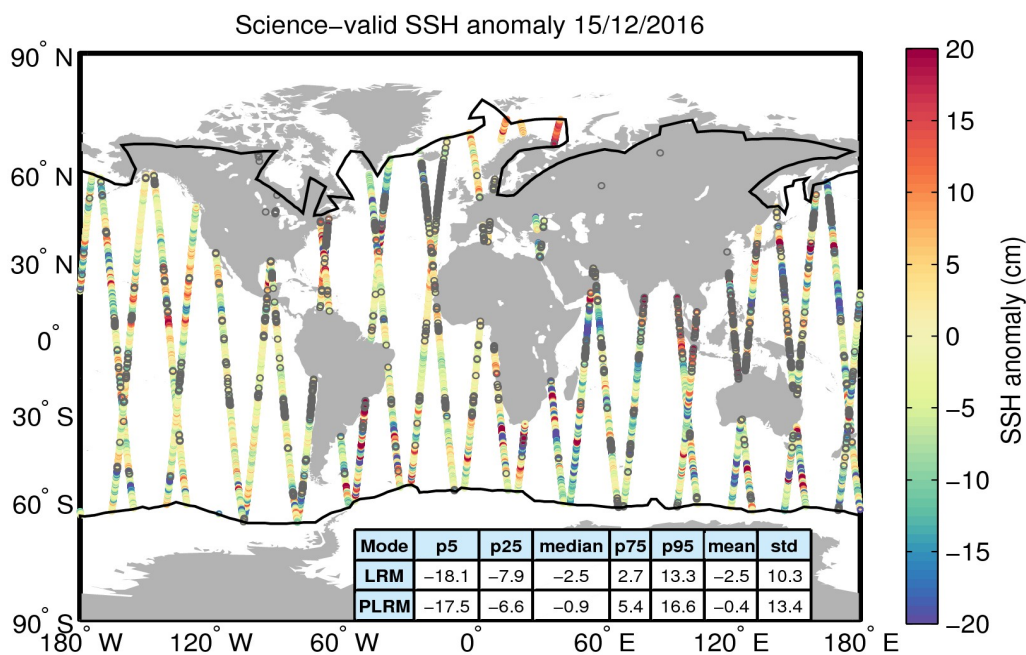 Science−valid SSH anomaly 15/12/2016
90° N
60° N
30° N
0°
30° S
60° S
90° S
180° W
120° W
60° W
0°
60° E
120° E
180° E
Mode p5 p25 median p75 p95 mean std
LRM −18.1 −7.9 −2.5 2.7 13.3 −2.5 10.3
PLRM −17.5 −6.6 −0.9 5.4 16.6 −0.4 13.4
20
15
10
5
0
−5
−10
−15
−20
SSH anomaly (cm)